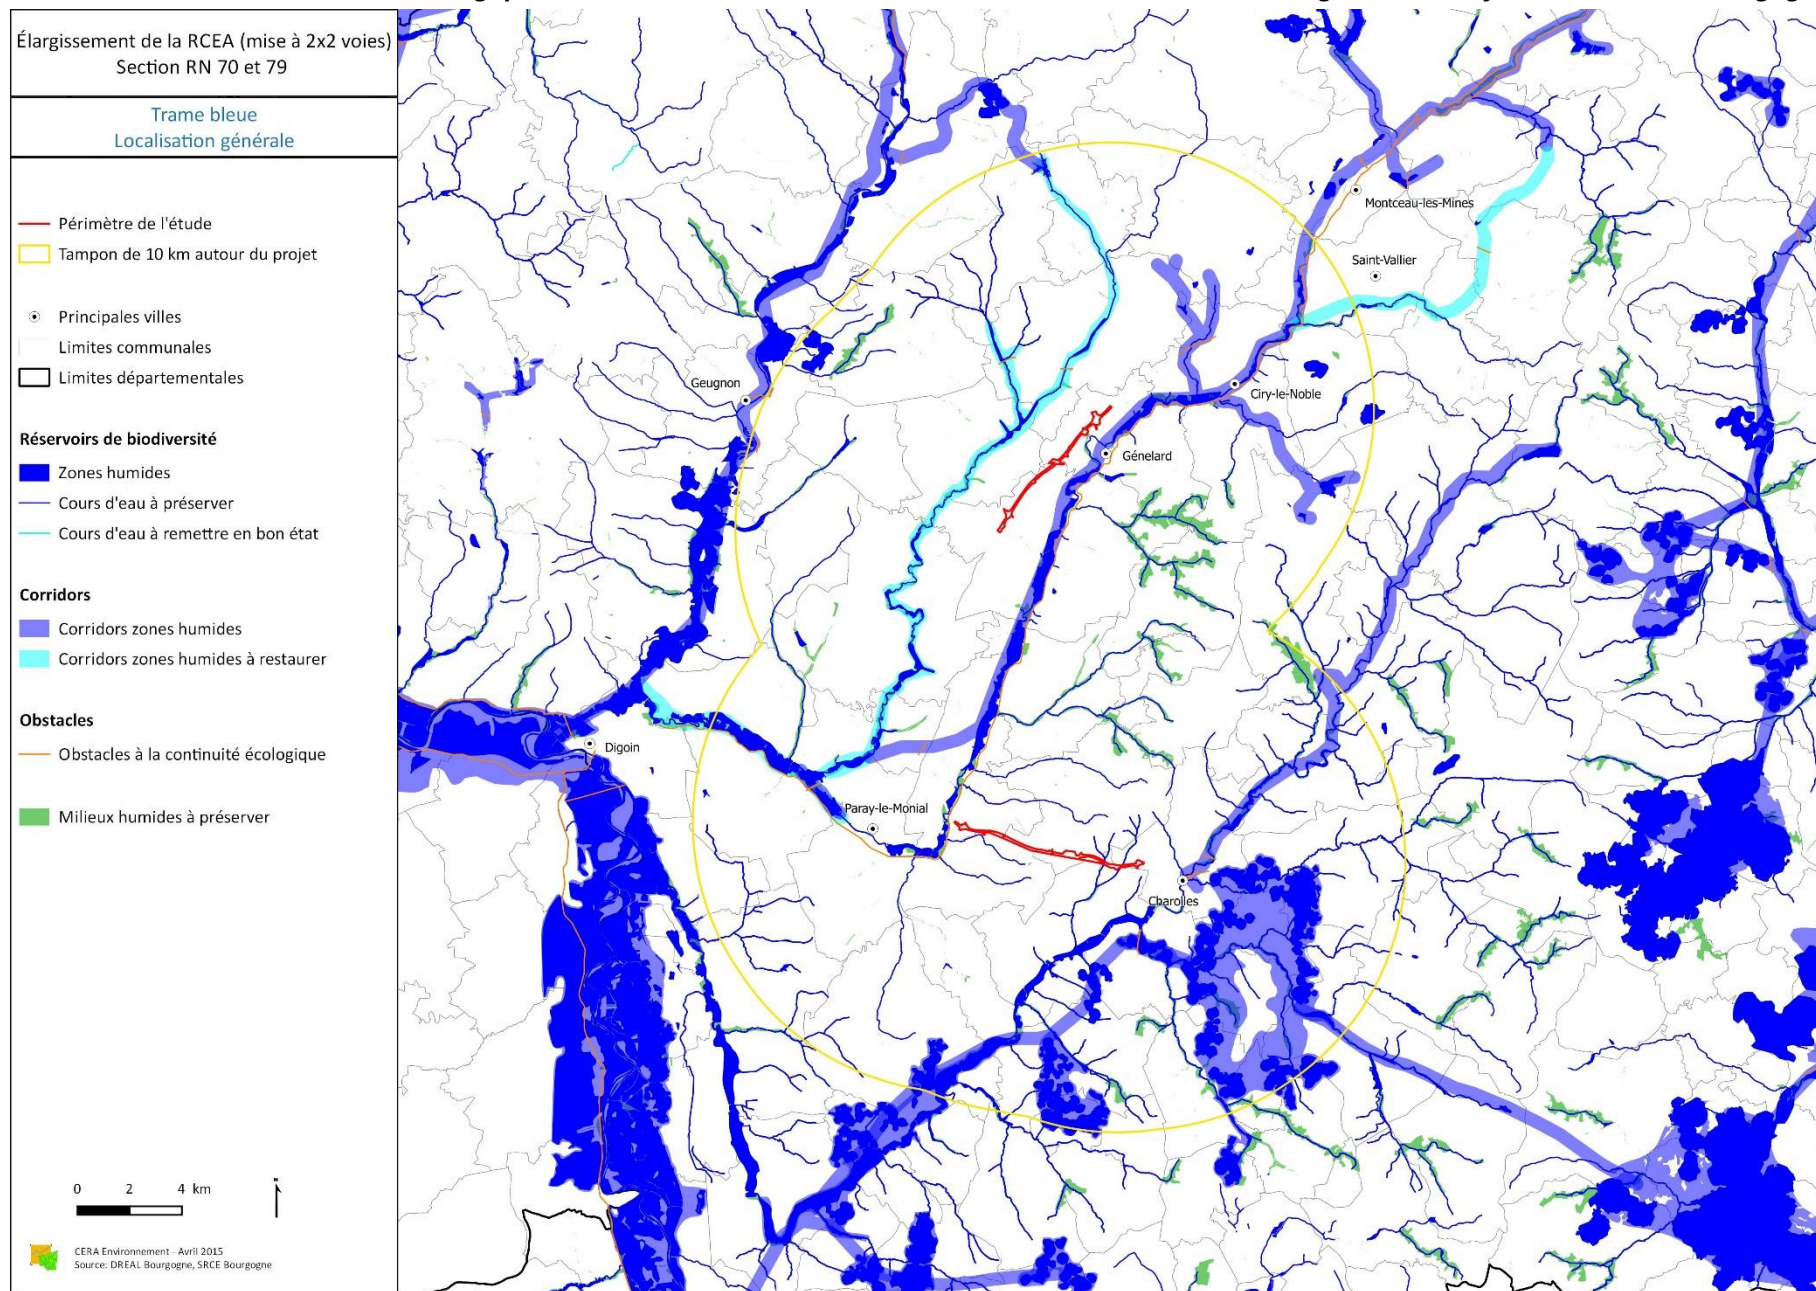 Élargissement de la RCEA (mise à 2x2 voies)
Section RN 70 et 79
Trame bleue
Localisation générale
Périmètre de l'étude
Tampon de 10 km autour du projet
Principales villes
Limites communales
Limites départementales
Réservoirs de biodiversité
Zones humides
Cours d'eau à préserver
Cours d'eau à remettre en bon état
Corridors
Corridors zones humides
Corridors zones humides à restaurer
Obstacles
Obstacles à la continuité écologique
Milieux humides à préserver
0 2 4 km
N
CERA Environnement - Avril 2015
Source: DREAL Bourgogne, SRCE Bourgogne
Montceau-les-Mines
Saint-Vallier
Geugnon
Ciry-le-Noble
Génelard
Digoin
Paray-le-Monial
Charolles